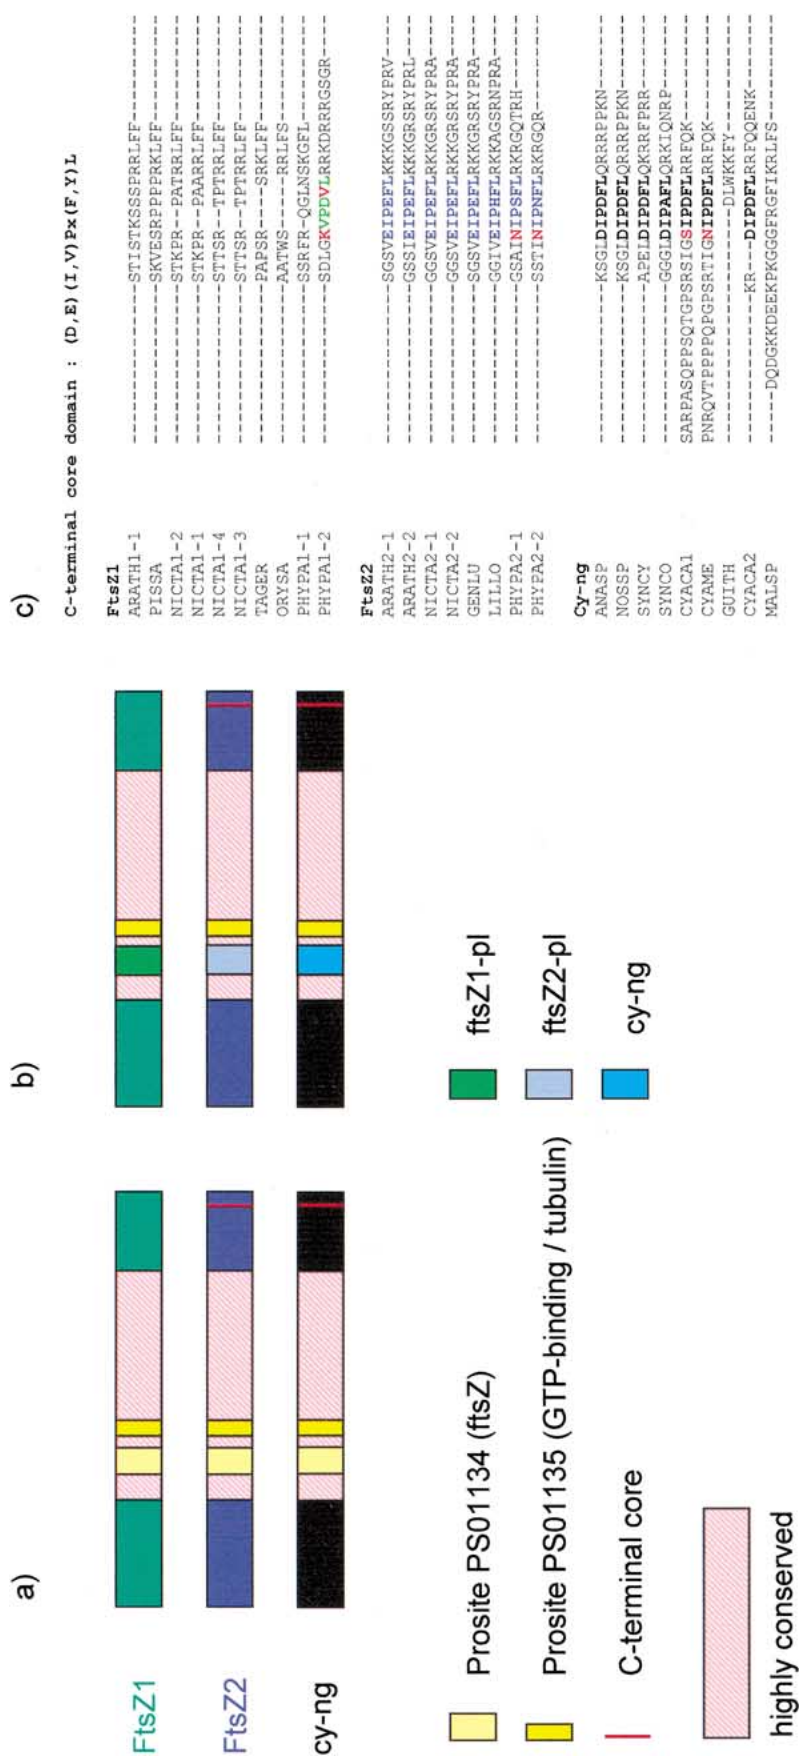 a)
FtsZ1
FtsZ2
cy-ng
Prosite PS01134 (ftsZ)
Prosite PS01135 (GTP-binding / tubulin)
C-terminal core
highly conserved
b)
ftsZ1-pl
ftsZ2-pl
cy-ng
c)
C-terminal core domain : (D,E)(I,V)Px(F,Y)L
FtsZ1
ARATH1-1 ---------------STISTKSSSPRRLFF---------
PISSA ---------------SKVESRPPPPRKLFF---------
NICTA1-2 ---------------STKPR--PATRRLFF---------
NICTA1-1 ---------------STKPR--PAARRLFF---------
NICTA1-4 ---------------STTSR--TPTRRLFF---------
NICTA1-3 ---------------STTSR--TPTRRLFF---------
TAGER ---------------PAPSR----SRKLFF---------
ORYSA ---------------AATWS-----RRLFS---------
PHYPA1-1 ---------------SSRFR-QGLNSKGFL---------
PHYPA1-2 ---------------SDLGKVPDVLRRKDRRRGSGR---
FtsZ2
ARATH2-1 ---------------SGSVEIPEFLKKKGSSRYPRV---
ARATH2-2 ---------------GSSIEIPEFLKKKGRSRYPRL---
NICTA2-1 ---------------GGSVEIPEFLRKKGRSRYPRA---
NICTA2-2 ---------------GGSVEIPEFLRKKGRSRYPRA---
GENLU ---------------SGSVEIPEFLRKKGRSRYPRA---
LILLO ---------------GGIVEIPHFLRKKAGSRNPRA---
PHYPA2-1 ---------------GSAINIPSFLRKRGQTRH------
PHYPA2-2 ---------------SSTINIPNFLRKRGQR--------
Cy-ng
ANASP ---------------KSGLDIPDFLQRRRPPKN------
NOSSP ---------------KSGLDIPDFLQRRRPPKN------
SYNCY ---------------APELDIPDFLQKRRFPRR------
SYNCO ---------------GGGLDIPAFLQRKIQNRP------
CYACA1 SARPASQPPSQTGPSRSIGSIPDFLRRFQK---------
CYAME PNRQVTPPPPQPGPSRTIGNIPDFLRRFQK---------
GUITH -------------------DLWKKFY-------------
CYACA2 ---------------KR---DIPDFLRRFQQENK-----
MALSP -----DQDGKKDEEKPKGGGFRGFIKRLFS---------